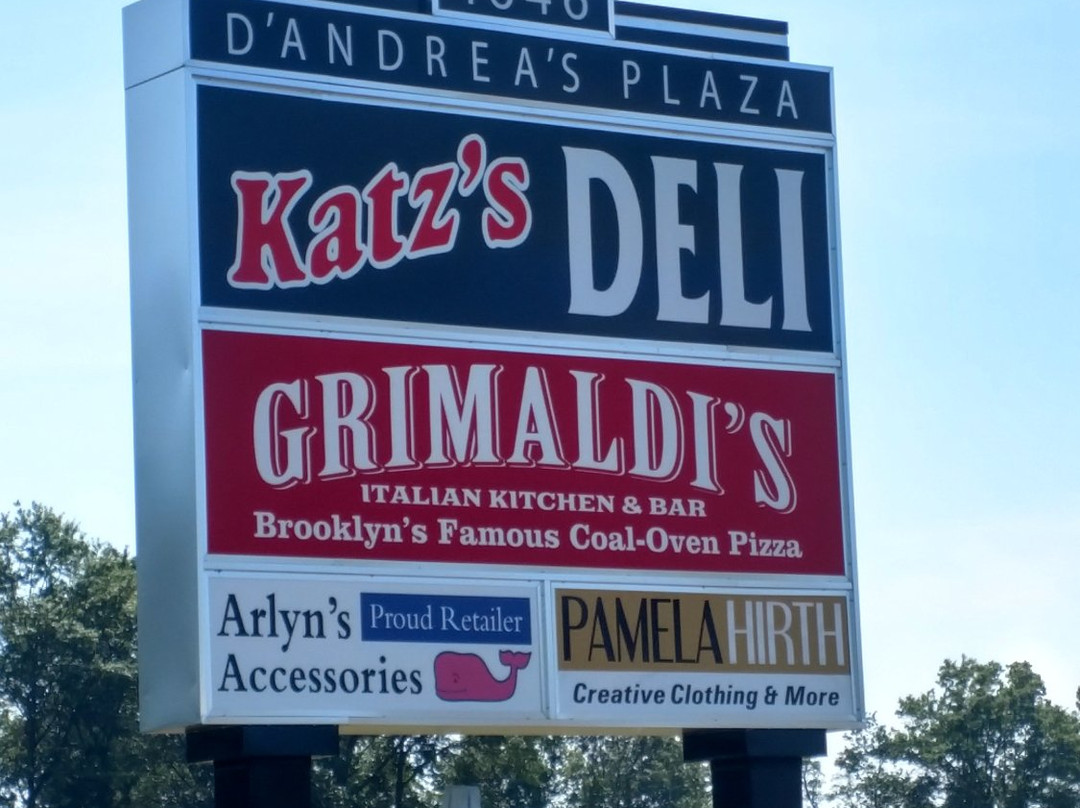 D'ANDREA'S PLAZA
Katz's DELI
GRIMALDI'S
ITALIAN KITCHEN & BAR
Brooklyn's Famous Coal-Oven Pizza
Arlyn's Proud Retailer
Accessories
PAMELA HIRTH
Creative Clothing & More